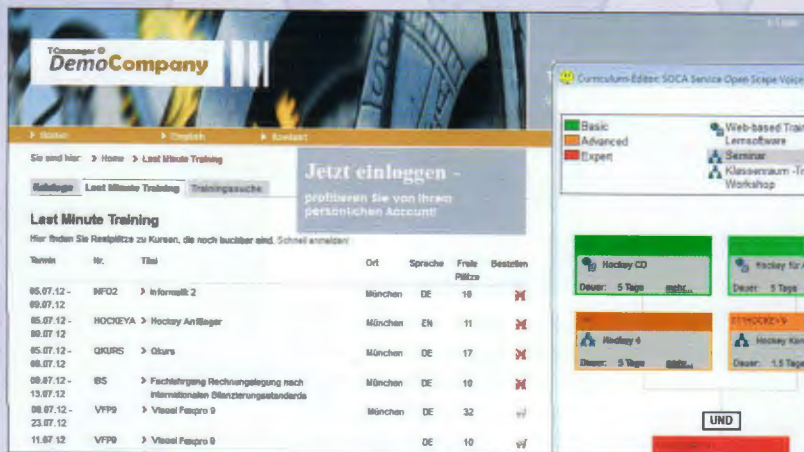 TCmanager ®
DemoCompany
> Home > English > Kontakt
Sie sind hier: > Home > Last Minute Training
Jetzt einloggen -
profitieren Sie von Ihrem
persönlichen Account!
Kataloge Last Minute Training Trainingssuche
Last Minute Training
Hier finden Sie Restplätze zu Kursen, die noch buchbar sind. Schnell anmelden!
Termin Nr. Titel Ort Sprache Freie Plätze Bestellen
05.07.12 - 09.07.12 INFO2 > Informatik 2 München DE 10
05.07.12 - 09.07.12 HOCKEYA > Hockey Anfänger München EN 11
05.07.12 - 08.07.12 QKURS > Qkurs München DE 17
09.07.12 - 13.07.12 IBS > Fachlehrgang Rechnungslegung nach internationalen Bilanzierungsstandards München DE 10
08.07.12 - 23.07.12 VFP9 > Visual Foxpro 9 München DE 32
11.07.12 VFP9 > Visual Foxpro 9 DE 10
Curriculum-Editor: SOCA Service Open Scape Voice
Basic
Advanced
Expert
Web-based Trai
Lernsoftware
Seminar
Klassenraum -Tr
Workshop
Hockey CD
Dauer: 5 Tage mehr...
Hockey für A
Dauer: 5 Tage
Hockey 4
Dauer: 5 Tage mehr...
Hockey Kon
Dauer: 1,5 Tage
UND